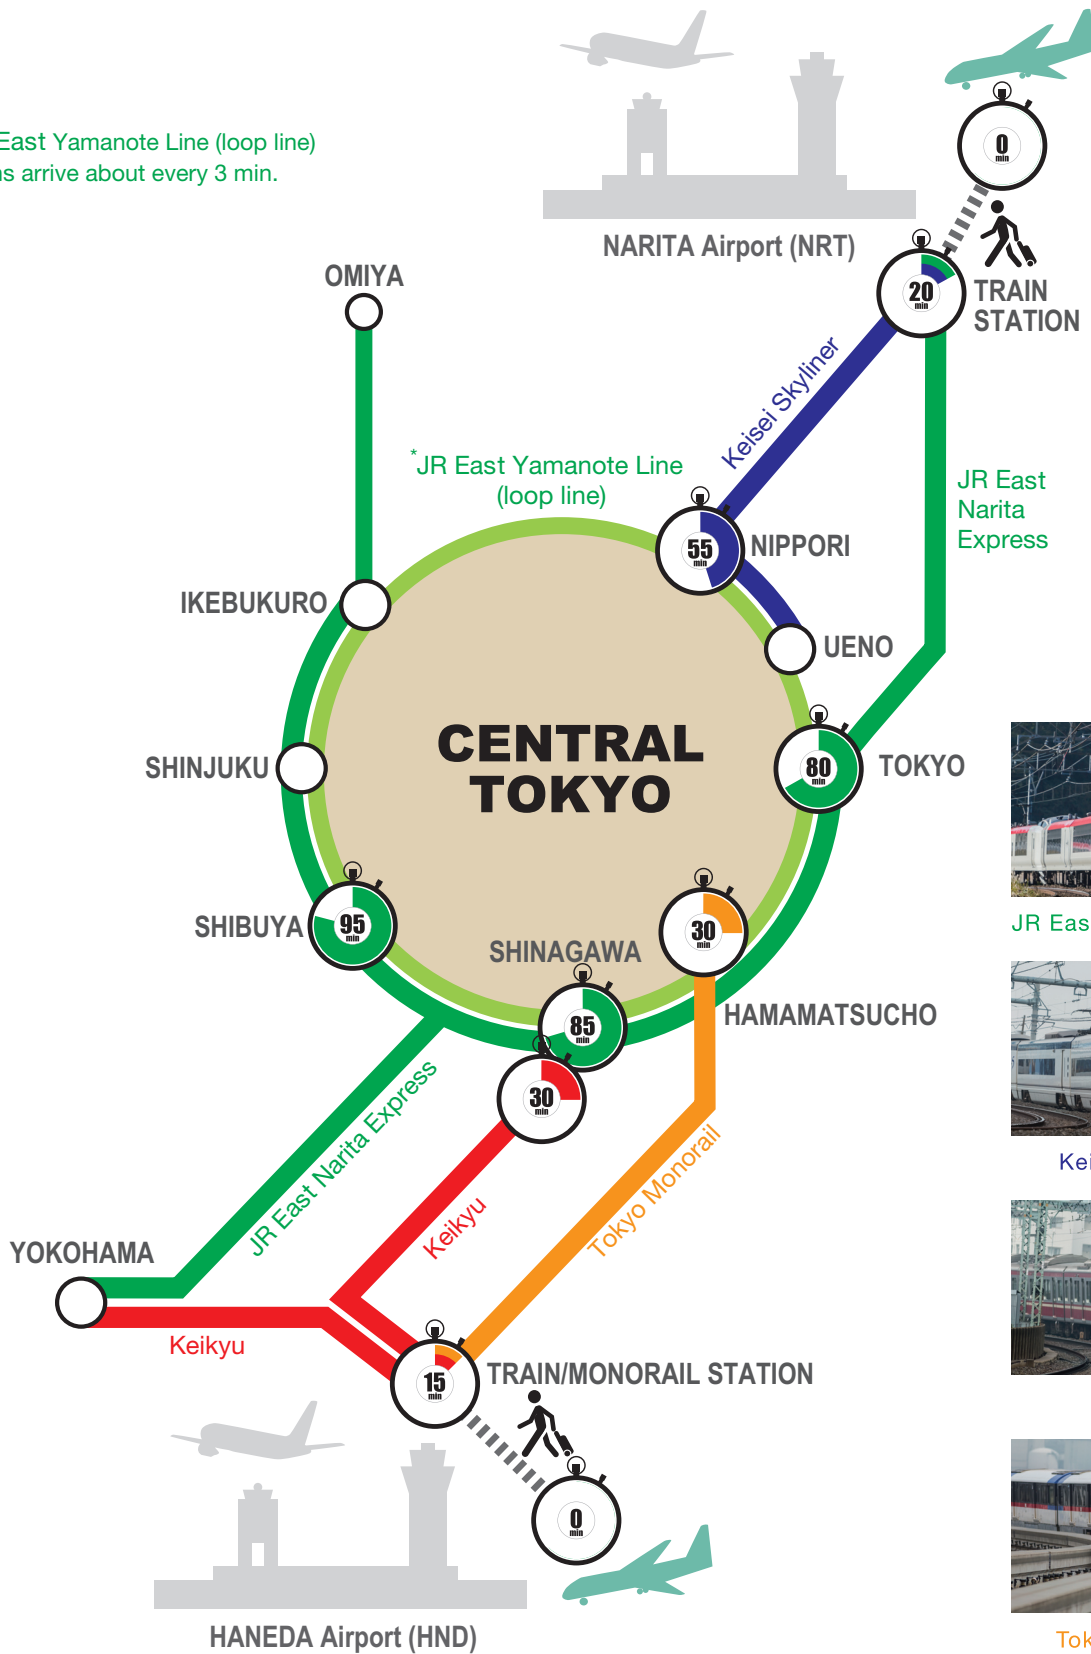 East Yamanote Line (loop line)
ns arrive about every 3 min.
0
min
NARITA Airport (NRT)
20
min
TRAIN
STATION
OMIYA
Keisei Skyliner
*JR East Yamanote Line
(loop line)
JR East
Narita
Express
55
min
NIPPORI
IKEBUKURO
UENO
CENTRAL
TOKYO
SHINJUKU
80
min
TOKYO
SHIBUYA
95
min
SHINAGAWA
30
min
JR Eas
85
min
HAMAMATSUCHO
30
min
JR East Narita Express
Keikyu
Tokyo Monorail
Kei
YOKOHAMA
Keikyu
15
min
TRAIN/MONORAIL STATION
0
min
HANEDA Airport (HND)
Tok